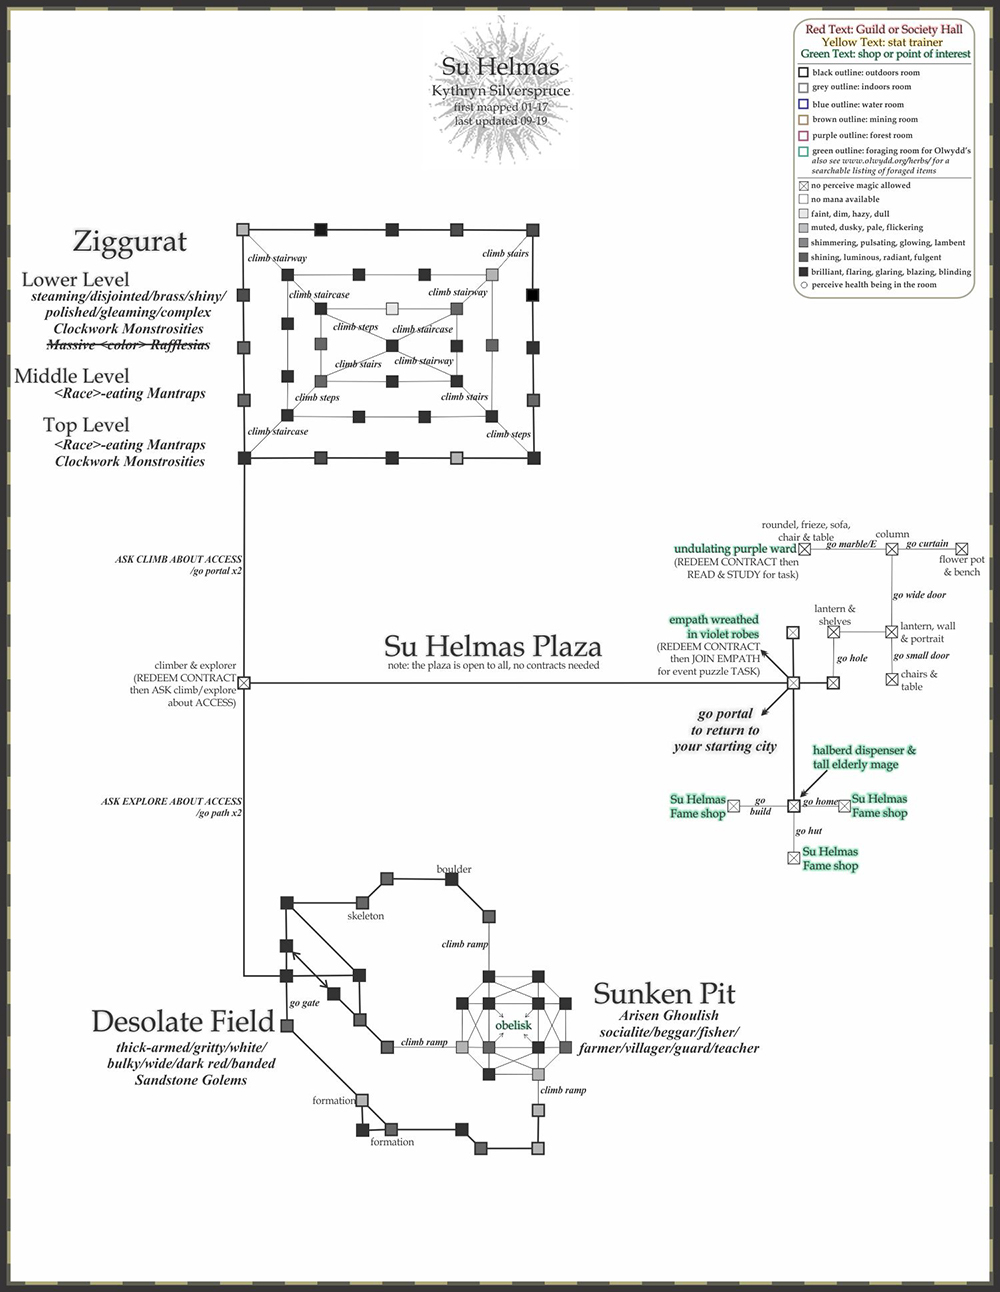 N
Su Helmas
Kythryn Silverspruce
first mapped 01-17
last updated 09-19
Red Text: Guild or Society Hall
Yellow Text: stat trainer
Green Text: shop or point of interest
black outline: outdoors room
grey outline: indoors room
blue outline: water room
brown outline: mining room
purple outline: forest room
green outline: foraging room for Olwydd's
also see www.olwydd.org/herbs/ for a
searchable listing of foraged items
no perceive magic allowed
no mana available
faint, dim, hazy, dull
muted, dusky, pale, flickering
shimmering, pulsating, glowing, lambent
shining, luminous, radiant, fulgent
brilliant, flaring, glaring, blazing, blinding
perceive health being in the room
Ziggurat
Lower Level
steaming/disjointed/brass/shiny/
polished/gleaming/complex
Clockwork Monstrosities
Massive <color> Rafflesias
Middle Level
<Race>-eating Mantraps
Top Level
<Race>-eating Mantraps
Clockwork Monstrosities
climb stairway
climb stairs
climb staircase
climb stairway
climb steps
climb staircase
climb stairs
climb stairway
climb steps
climb stairs
climb staircase
climb steps
ASK CLIMB ABOUT ACCESS
/go portal x2
roundel, frieze, sofa,
chair & table
undulating purple ward
(REDEEM CONTRACT then
READ & STUDY for task)
go marble/E
column
go curtain
flower pot
& bench
go wide door
lantern &
shelves
lantern, wall
& portrait
go hole
go small door
chairs &
table
empath wreathed
in violet robes
(REDEEM CONTRACT
then JOIN EMPATH
for event puzzle TASK)
Su Helmas Plaza
note: the plaza is open to all, no contracts needed
climber & explorer
(REDEEM CONTRACT
then ASK climb/explore
about ACCESS)
go portal
to return to
your starting city
halberd dispenser &
tall elderly mage
Su Helmas
Fame shop
go
build
go home
Su Helmas
Fame shop
go hut
Su Helmas
Fame shop
ASK EXPLORE ABOUT ACCESS
/go path x2
boulder
skeleton
climb ramp
go gate
Desolate Field
thick-armed/gritty/white/
bulky/wide/dark red/banded
Sandstone Golems
climb ramp
obelisk
Sunken Pit
Arisen Ghoulish
socialite/beggar/fisher/
farmer/villager/guard/teacher
climb ramp
formation
formation